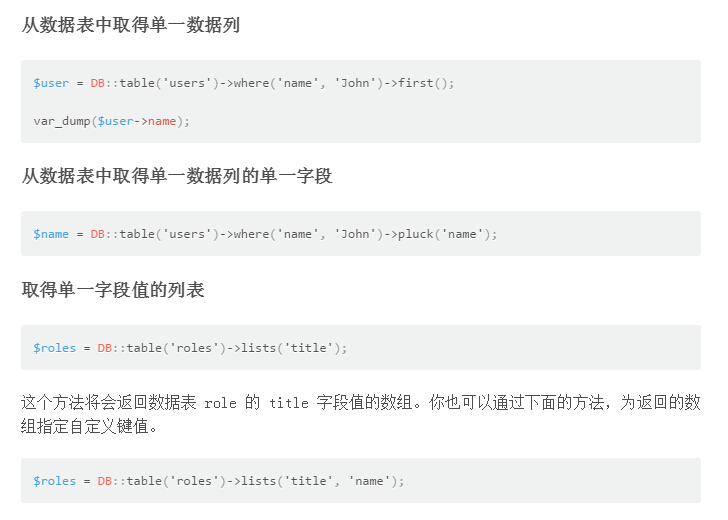 从数据表中取得单一数据列
$user = DB::table('users')->where('name', 'John')->first();
var_dump($user->name);
从数据表中取得单一数据列的单一字段
$name = DB::table('users')->where('name', 'John')->pluck('name');
取得单一字段值的列表
$roles = DB::table('roles')->lists('title');
这个方法将会返回数据表 role 的 title 字段值的数组。你也可以通过下面的方法，为返回的数
组指定自定义键值。
$roles = DB::table('roles')->lists('title', 'name');